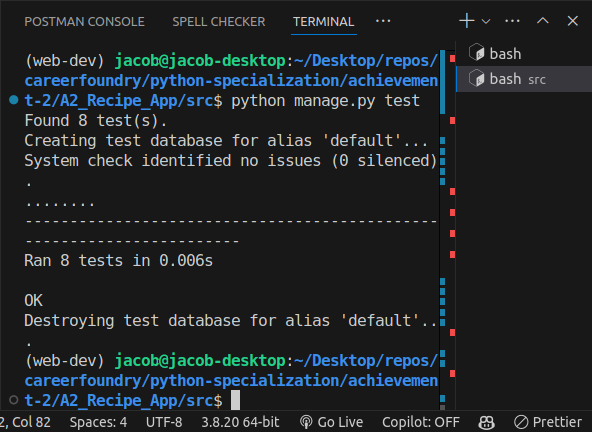 POSTMAN CONSOLE SPELL CHECKER TERMINAL ···
(web-dev) jacob@jacob-desktop:~/Desktop/repos/
careerfoundry/python-specialization/achievemen
t-2/A2_Recipe_App/src$ python manage.py test
Found 8 test(s).
Creating test database for alias 'default'...
System check identified no issues (0 silenced)
.
........
----------------------------------------------
------------------------
Ran 8 tests in 0.006s
OK
Destroying test database for alias 'default'..
.
(web-dev) jacob@jacob-desktop:~/Desktop/repos/
careerfoundry/python-specialization/achievemen
t-2/A2_Recipe_App/src$
bash
bash src
2, Col 82 Spaces: 4 UTF-8 3.8.20 64-bit Go Live Copilot: OFF Prettier